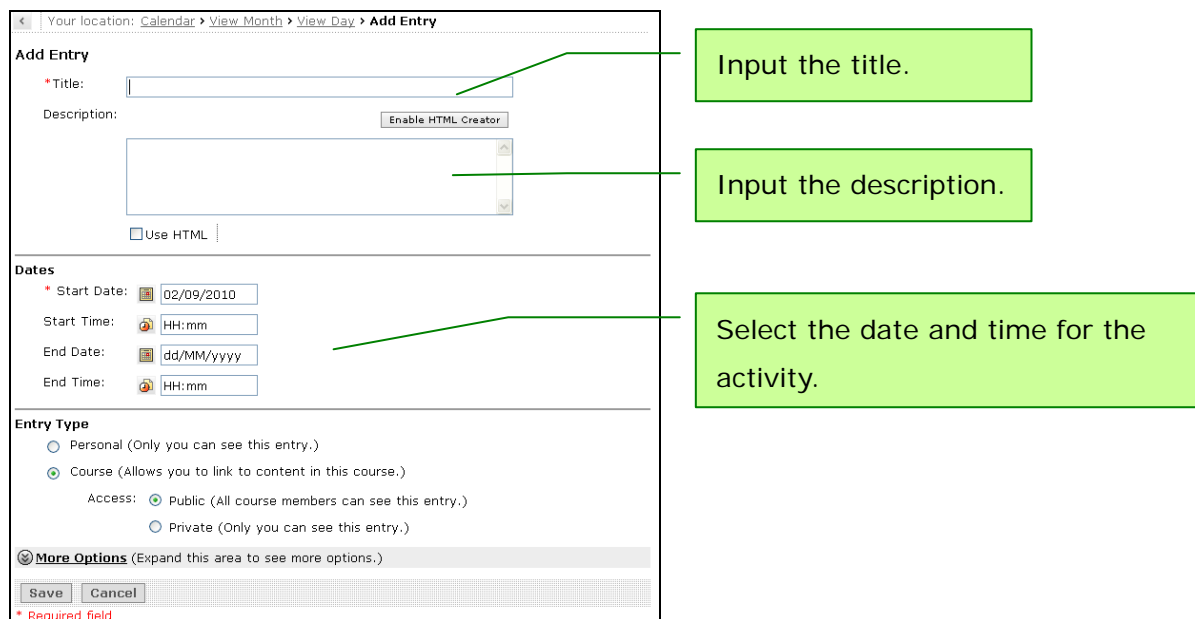 Your location: Calendar > View Month > View Day > Add Entry
Add Entry
*Title:
Description:
Enable HTML Creator
Use HTML
Dates
* Start Date: 02/09/2010
Start Time: HH:mm
End Date: dd/MM/yyyy
End Time: HH:mm
Entry Type
Personal (Only you can see this entry.)
Course (Allows you to link to content in this course.)
Access: Public (All course members can see this entry.)
Private (Only you can see this entry.)
More Options (Expand this area to see more options.)
Save Cancel
* Required field
Input the title.
Input the description.
Select the date and time for the
activity.